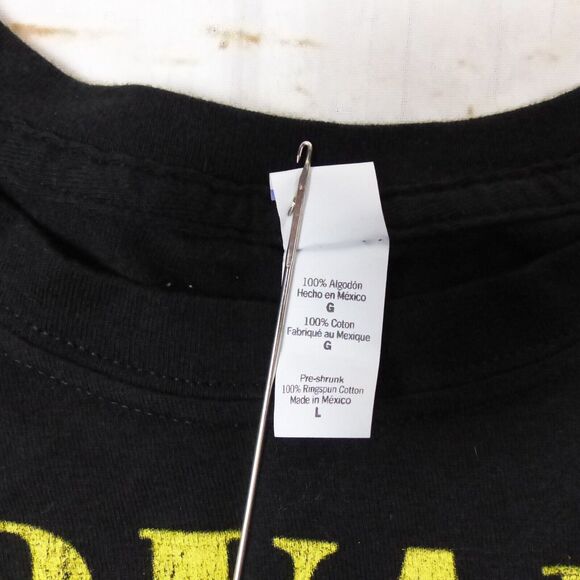 100% Algodón
Hecho en México
G
100% Coton
Fabriqué au Mexique
G
Pre-shrunk
100% Ringspun Cotton
Made in México
L